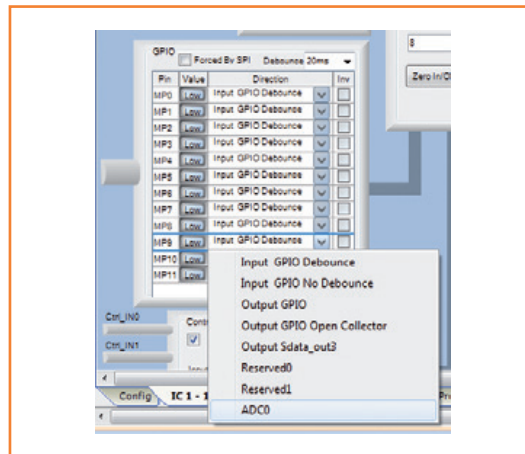 GPIO
Forced By SPI Debounce 20ms
8
Pin Value Direction Inv
Zero In/
MP0 Low Input GPIO Debounce
MP1 Low Input GPIO Debounce
MP2 Low Input GPIO Debounce
MP3 Low Input GPIO Debounce
MP4 Low Input GPIO Debounce
MP5 Low Input GPIO Debounce
MP6 Low Input GPIO Debounce
MP7 Low Input GPIO Debounce
MP8 Low Input GPIO Debounce
MP9 Low Input GPIO Debounce
MP10 Low
MP11 Low
Input GPIO Debounce
Input GPIO No Debounce
Output GPIO
Output GPIO Open Collector
Output Sdata_out3
Reserved0
Reserved1
ADC0
Ctrl_IN0
Contr
Ctrl_IN1
Config IC 1 - 1